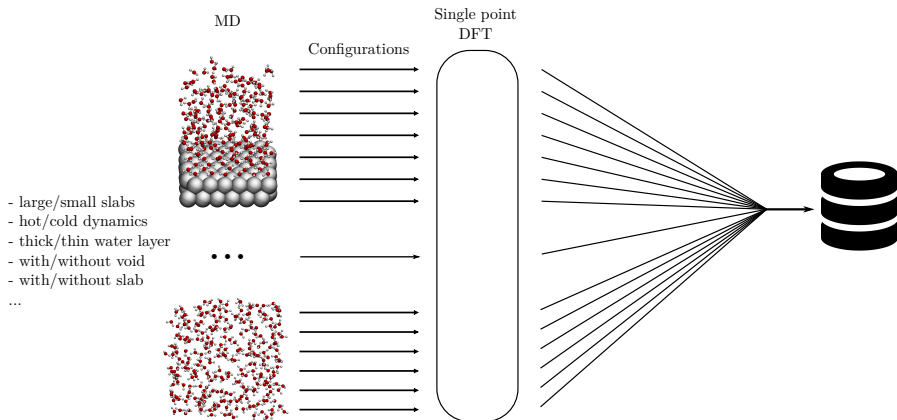 MD
Single point
DFT
Configurations
- large/small slabs
- hot/cold dynamics
- thick/thin water layer
- with/without void
- with/without slab
...